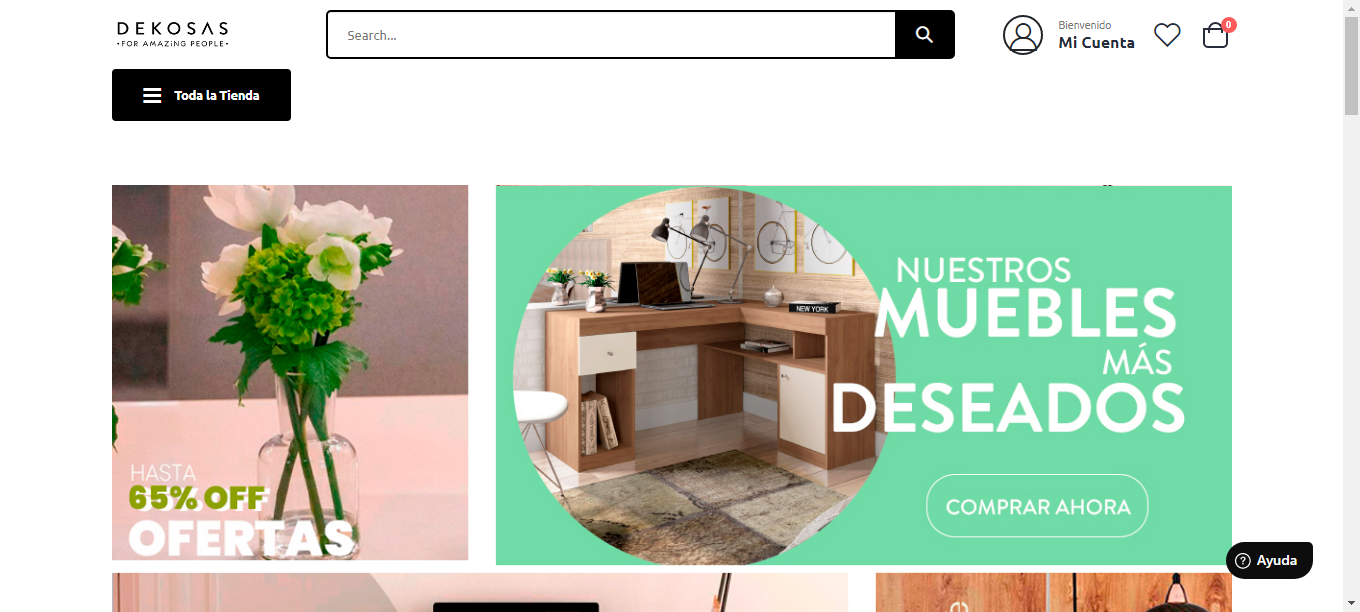 DEKOSAS
•FOR AMAZiNG PEOPLE•
Search...
Bienvenido
Mi Cuenta
0
Toda la Tienda
HASTA
65% OFF
OFERTAS
NEW YORK
NUESTROS
MUEBLES
MÁS
DESEADOS
COMPRAR AHORA
Ayuda